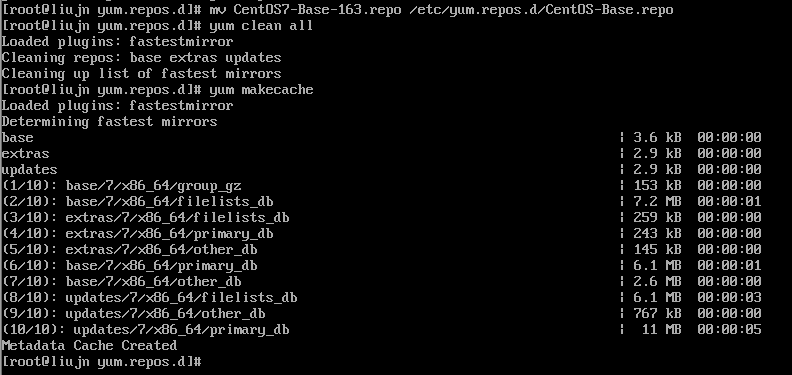 [root@liujn yum.repos.d]# mv CentOS7-Base-163.repo /etc/yum.repos.d/CentOS-Base.repo
[root@liujn yum.repos.d]# yum clean all
Loaded plugins: fastestmirror
Cleaning repos: base extras updates
Cleaning up list of fastest mirrors
[root@liujn yum.repos.d]# yum makecache
Loaded plugins: fastestmirror
Determining fastest mirrors
base | 3.6 kB 00:00:00
extras | 2.9 kB 00:00:00
updates | 2.9 kB 00:00:00
(1/10): base/7/x86_64/group_gz | 153 kB 00:00:00
(2/10): base/7/x86_64/filelists_db | 7.2 MB 00:00:01
(3/10): extras/7/x86_64/filelists_db | 259 kB 00:00:00
(4/10): extras/7/x86_64/primary_db | 243 kB 00:00:00
(5/10): extras/7/x86_64/other_db | 145 kB 00:00:00
(6/10): base/7/x86_64/primary_db | 6.1 MB 00:00:01
(7/10): base/7/x86_64/other_db | 2.6 MB 00:00:00
(8/10): updates/7/x86_64/filelists_db | 6.1 MB 00:00:03
(9/10): updates/7/x86_64/other_db | 767 kB 00:00:00
(10/10): updates/7/x86_64/primary_db | 11 MB 00:00:05
Metadata Cache Created
[root@liujn yum.repos.d]#